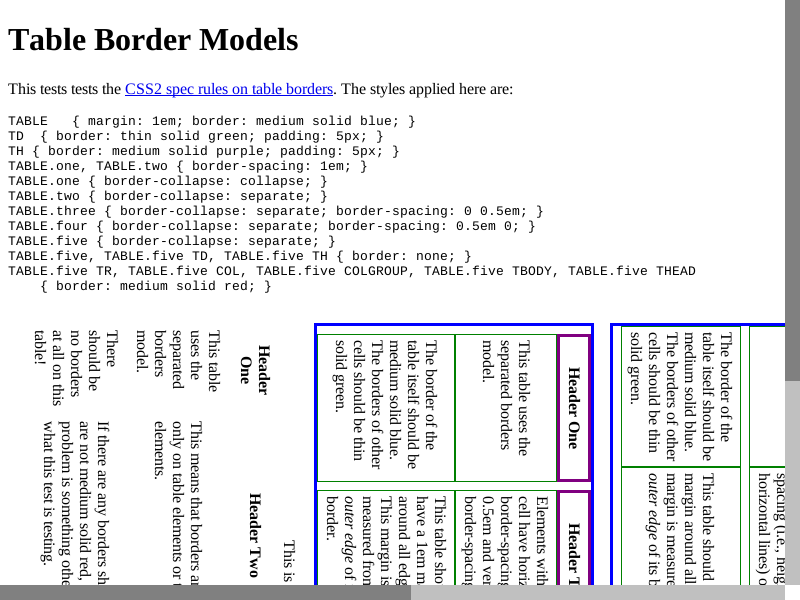 Table Border Models
This tests tests the CSS2 spec rules on table borders. The styles applied here are:
TABLE { margin: 1em; border: medium solid blue; }
TD { border: thin solid green; padding: 5px; }
TH { border: medium solid purple; padding: 5px; }
TABLE.one, TABLE.two { border-spacing: 1em; }
TABLE.one { border-collapse: collapse; }
TABLE.two { border-collapse: separate; }
TABLE.three { border-collapse: separate; border-spacing: 0 0.5em; }
TABLE.four { border-collapse: separate; border-spacing: 0.5em 0; }
TABLE.five { border-collapse: separate; }
TABLE.five, TABLE.five TD, TABLE.five TH { border: none; }
TABLE.five TR, TABLE.five COL, TABLE.five COLGROUP, TABLE.five TBODY, TABLE.five THEAD
{ border: medium solid red; }
spacing (i.e.,
horizontal lines)
The border of the
table itself should be
medium solid blue.
The borders of other
cells should be thin
solid green.
This table should
margin around all
margin is
outer edge of its
Header One
Header
This table uses the
separated borders
model.
Elements with
cell have
border-spacing
0.5em and
border-spacing
The border of the
table itself should be
medium solid blue.
The borders of other
cells should be thin
solid green.
This table
have a 1em
around all
This margin is
measured from
outer edge of
border.
This is
Header
One
Header Two
This table
uses the
separated
borders
model.
This means that borders
only on table elements or
elements.
There
should be
no borders
at all on this
table!
If there are any borders
are not medium solid red,
problem is something
what this test is testing.